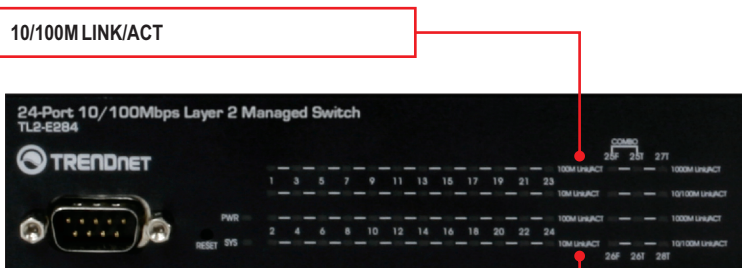 10/100M LINK/ACT
24-Port 10/100Mbps Layer 2 Managed Switch
TL2-E284
TRENDnet
COMBO
25F 25T 27T
100M Link/ACT
1000M Link/ACT
1 3 5 7 9 11 13 15 17 19 21 23
10M Link/ACT
10/100M Link/ACT
PWR
100M Link/ACT
1000M Link/ACT
2 4 6 8 10 12 14 16 18 20 22 24
RESET
SYS
10M Link/ACT
10/100M Link/ACT
26F 26T 28T